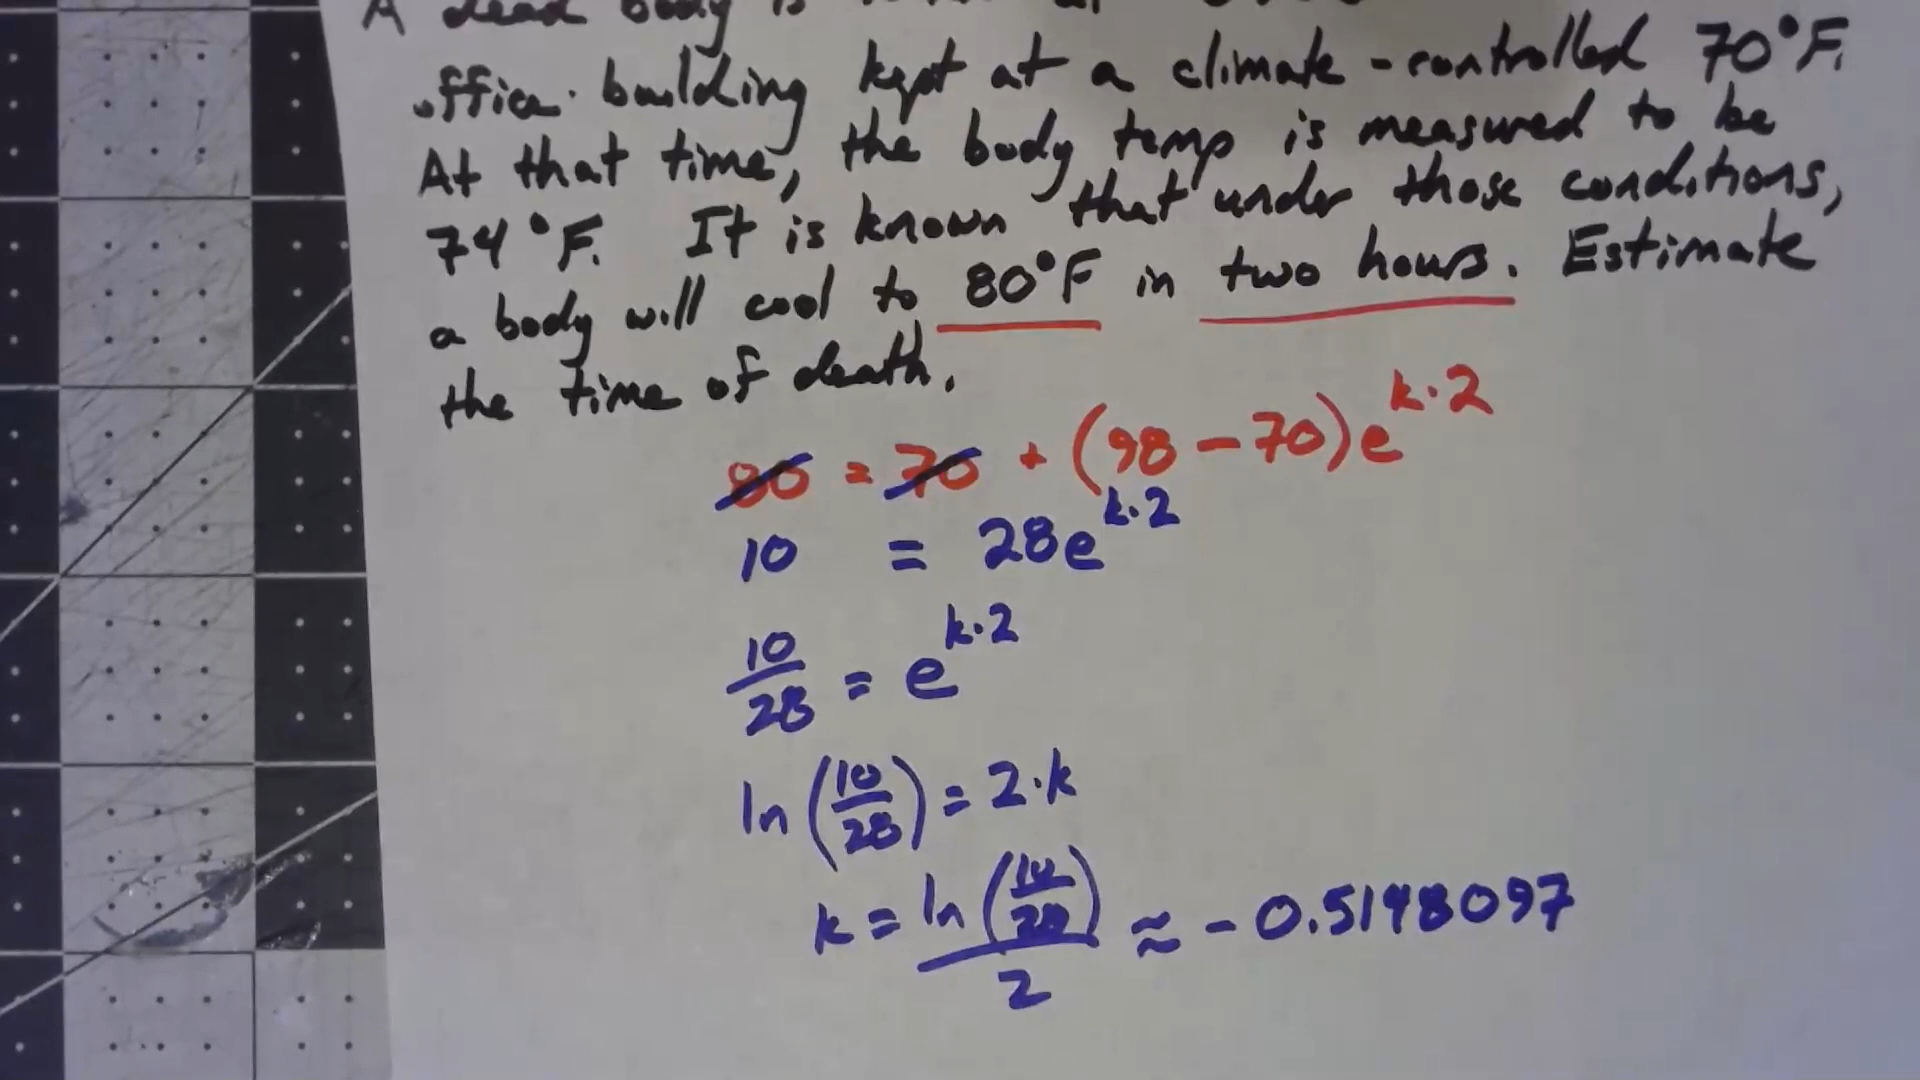 A dead body is
office building kept at a climate-controlled 70°F.
At that time, the body temp is measured to be
74°F. It is known that under those conditions,
a body will cool to 80°F in two hours. Estimate
the time of death.
80 = 70 + (98 - 70)e^{k·2}
10 = 28e^{k·2}
10/28 = e^{k·2}
ln(10/28) = 2·k
k = ln(10/28)/2 ≈ -0.5148097